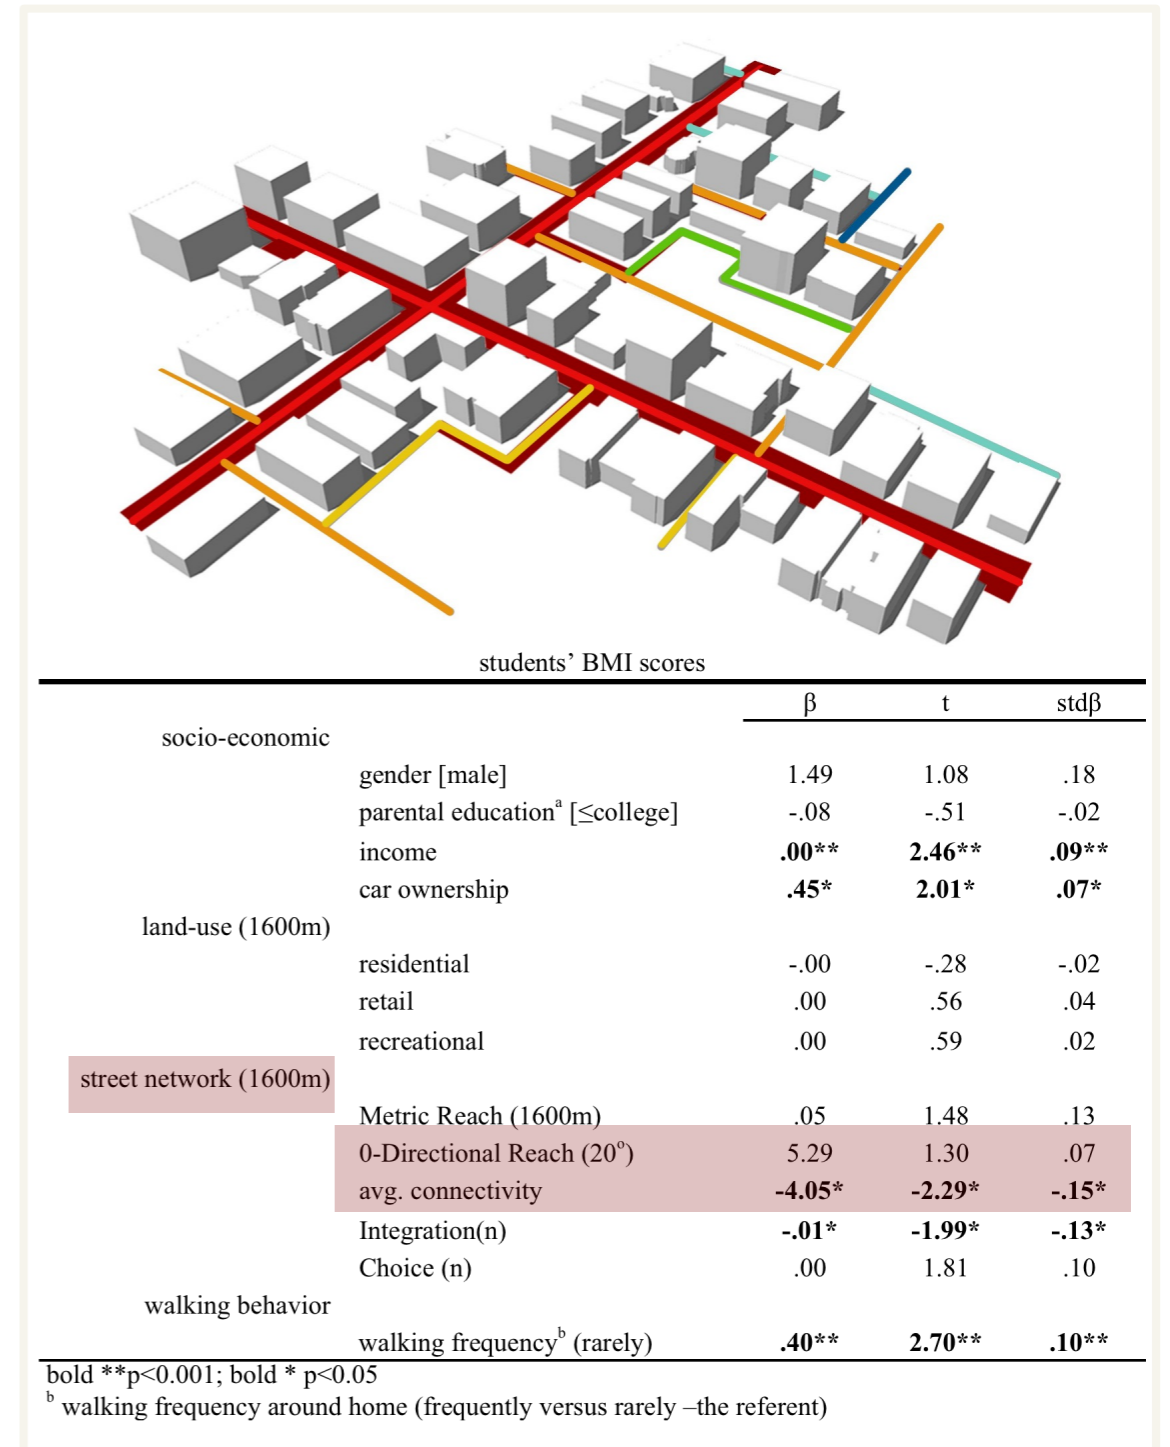 students’ BMI scores
β t stdβ
socio-economic
gender [male] 1.49 1.08 .18
parental educationᵃ [≤college] -.08 -.51 -.02
income .00** 2.46** .09**
car ownership .45* 2.01* .07*
land-use (1600m)
residential -.00 -.28 -.02
retail .00 .56 .04
recreational .00 .59 .02
street network (1600m)
Metric Reach (1600m) .05 1.48 .13
0-Directional Reach (20°) 5.29 1.30 .07
avg. connectivity -4.05* -2.29* -.15*
Integration(n) -.01* -1.99* -.13*
Choice (n) .00 1.81 .10
walking behavior
walking frequencyᵇ (rarely) .40** 2.70** .10**
bold **p<0.001; bold * p<0.05
ᵇ walking frequency around home (frequently versus rarely –the referent)